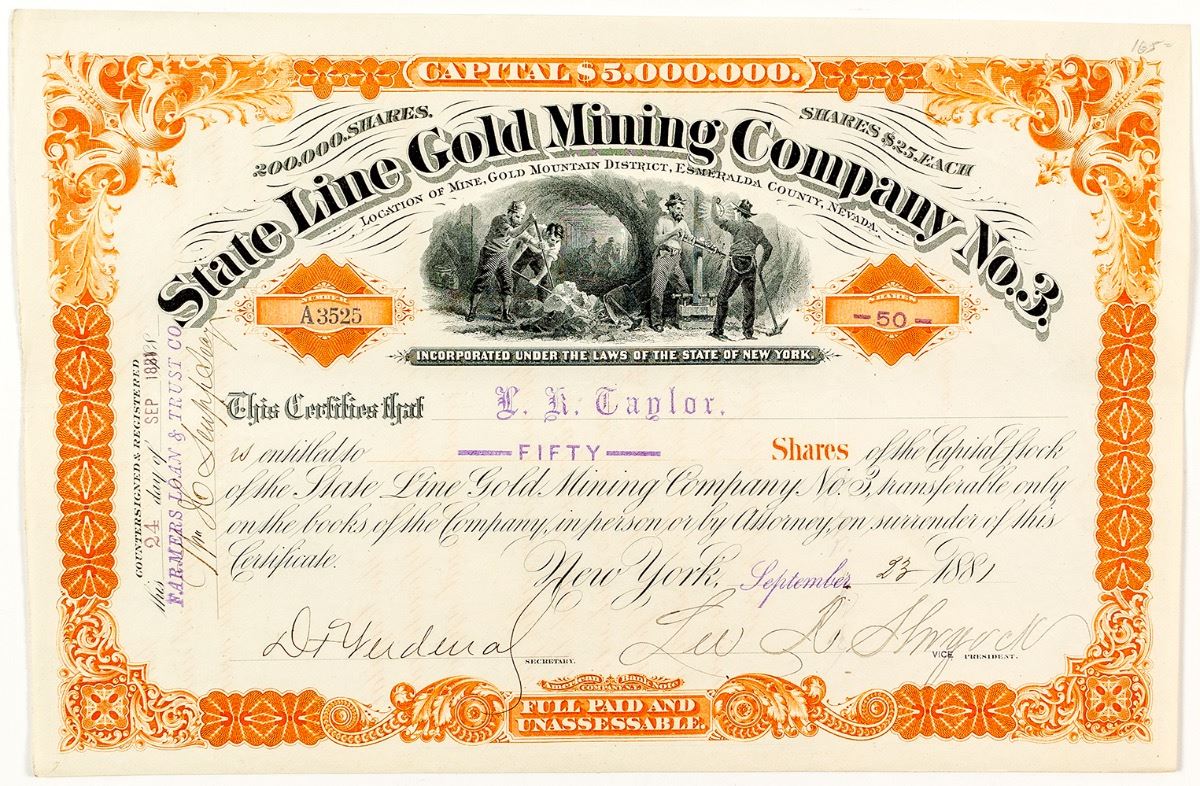 165-
CAPITAL $5.000.000.
200.000. SHARES.
SHARES $25. EACH
State Line Gold Mining Company No. 3.
LOCATION OF MINE, GOLD MOUNTAIN DISTRICT, ESMERALDA COUNTY, NEVADA.
NUMBER
A3525
SHARES
-50-
INCORPORATED UNDER THE LAWS OF THE STATE OF NEW YORK.
This Certifies that L. R. Taylor.
is entitled to FIFTY Shares of the Capital Stock
of the State Line Gold Mining Company No. 3, transferable only
on the books of the Company, in person or by Attorney, on surrender of this
Certificate.
New York, September 23 1881
D. F. Verdenal
SECRETARY.
Lee R. Shryock
VICE PRESIDENT.
COUNTERSIGNED & REGISTERED
this 24 day of SEP 1881
FARMERS LOAN & TRUST CO.
American Bank Note
COMPANY
FULL PAID AND
UNASSESSABLE.